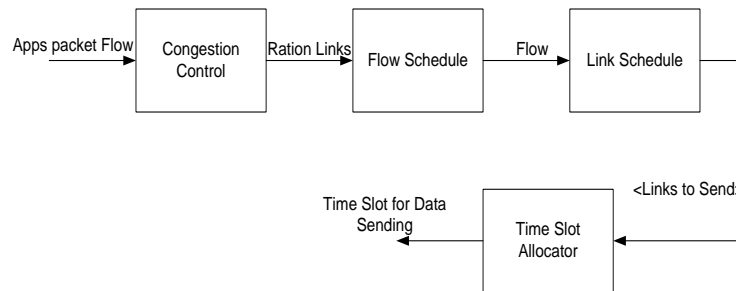 Apps packet Flow
Congestion
Control
Ration Links
Flow Schedule
Flow
Link Schedule
<Links to Send>
Time Slot for Data
Sending
Time Slot
Allocator